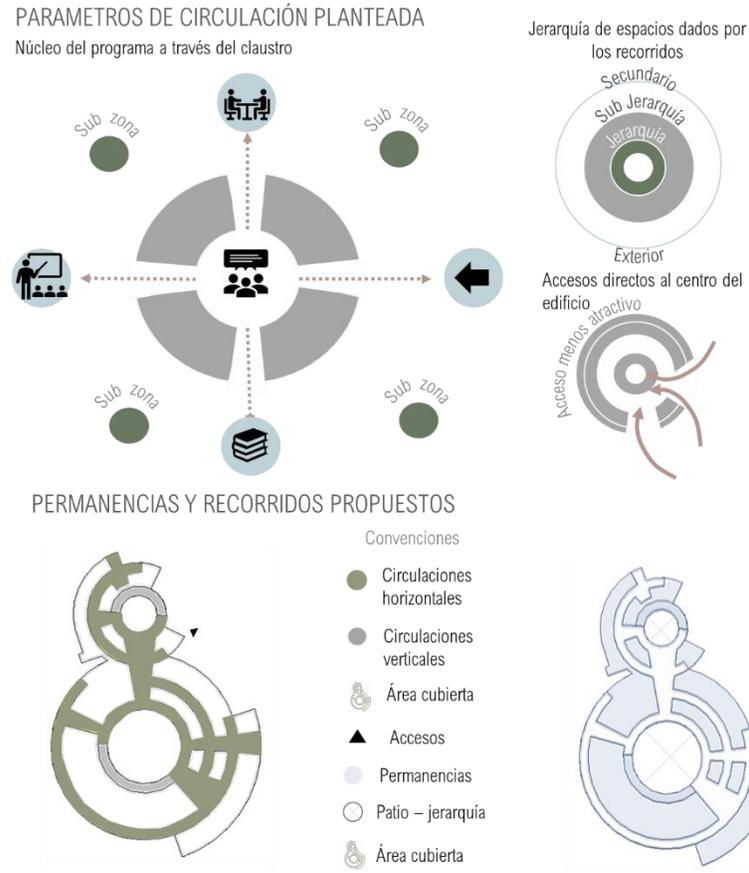 PARAMETROS DE CIRCULACIÓN PLANTEADA
Núcleo del programa a través del claustro
Sub zona
Sub zona
Sub zona
Sub zona
Jerarquía de espacios dados por
los recorridos
Secundario
Sub Jerarquía
Jerarquía
Exterior
Accesos directos al centro del
edificio
Acceso menos atractivo
PERMANENCIAS Y RECORRIDOS PROPUESTOS
Convenciones
Circulaciones
horizontales
Circulaciones
verticales
Área cubierta
Accesos
Permanencias
Patio – jerarquía
Área cubierta